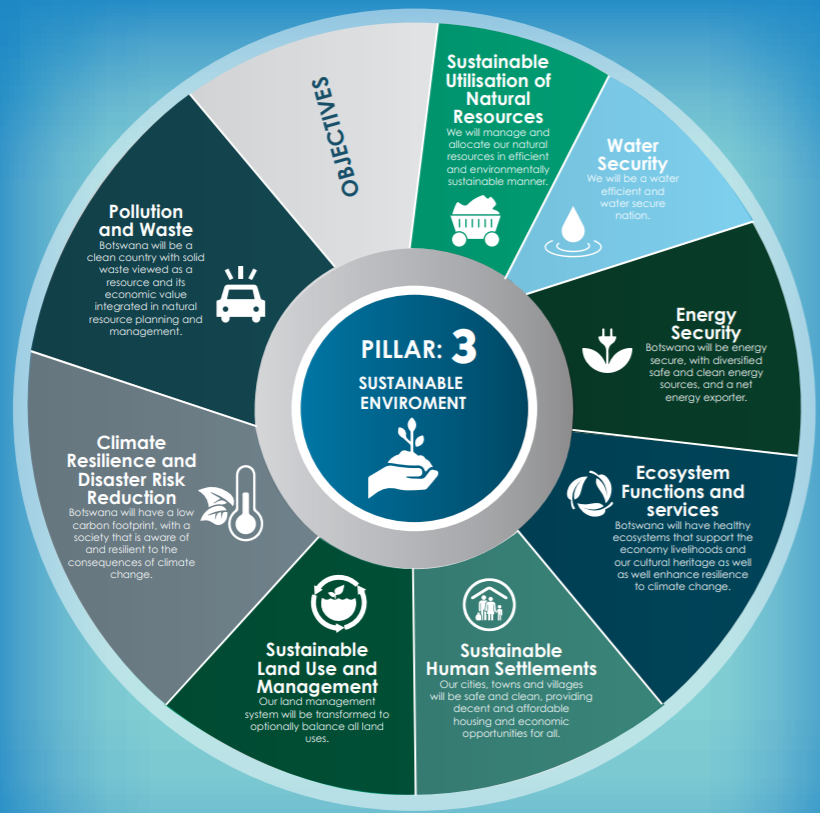 OBJECTIVES
Sustainable
Utilisation of
Natural
Resources
We will manage and
allocate our natural
resources in efficient
and environmentally
sustainable manner.
Water
Security
We will be a water
efficient and
water secure
nation.
Energy
Security
Botswana will be energy
secure, with diversified
safe and clean energy
sources, and a net
energy exporter.
Ecosystem
Functions and
services
Botswana will have healthy
ecosystems that support the
economy livelihoods and
our cultural heritage as well
as well enhance resilience
to climate change.
Sustainable
Human Settlements
Our cities, towns and villages
will be safe and clean, providing
decent and affordable
housing and economic
opportunities for all.
Sustainable
Land Use and
Management
Our land management
system will be transformed to
optionally balance all land
uses.
Climate
Resilience and
Disaster Risk
Reduction
Botswana will have a low
carbon footprint, with a
society that is aware of
and resilient to the
consequences of climate
change.
Pollution
and Waste
Botswana will be a
clean country with solid
waste viewed as a
resource and its
economic value
integrated in natural
resource planning and
management.
PILLAR: 3
SUSTAINABLE
ENVIROMENT